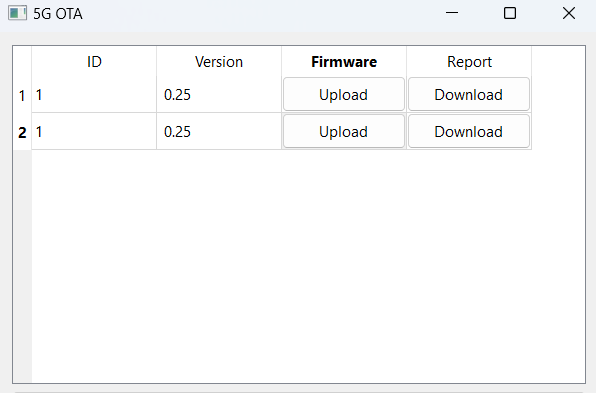 5G OTA
ID Version Firmware Report
1 1 0.25 Upload Download
2 1 0.25 Upload Download